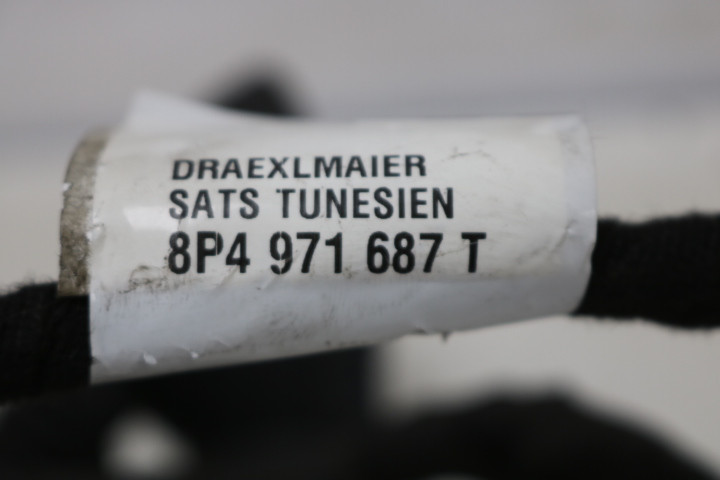 DRAEXLMAIER
SATS TUNESIEN
8P4 971 687 T